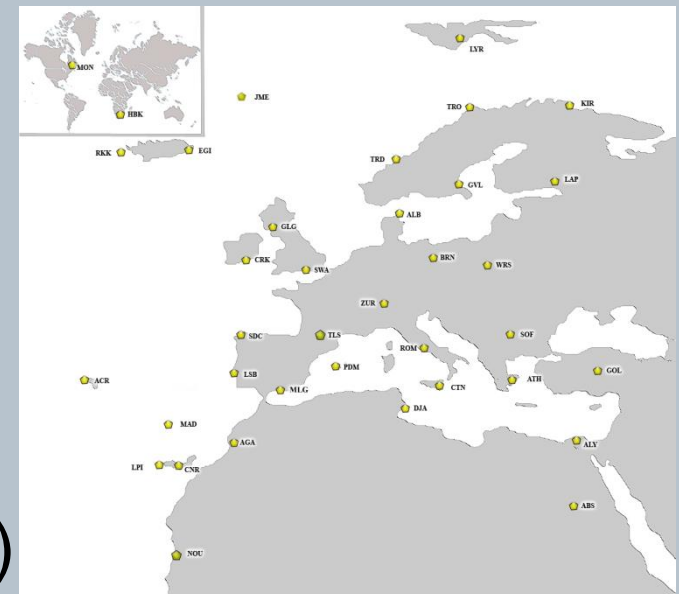 LYR
MON
JME
TRO
KIR
HBK
RKK
EGI
TRD
GVL
LAP
ALB
GLG
CRK
SWA
BRN
WRS
ZUR
SDC
TLS
ROM
SOF
LSB
PDM
MLG
CTN
ATH
GOL
ACR
DJA
MAD
AGA
ALY
LPI
CNR
ABS
NOU
)